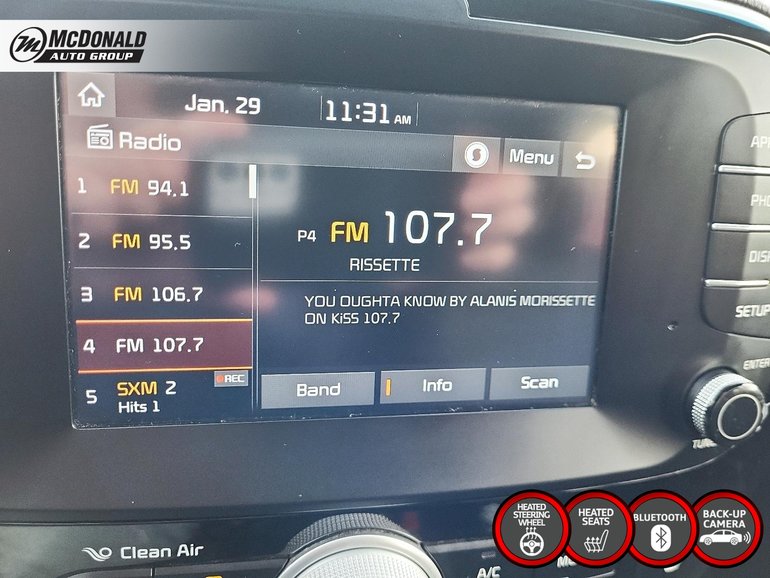 McDONALD
AUTO GROUP
Jan. 29 11:31 AM
Radio
Menu
1 FM 94.1
2 FM 95.5
3 FM 106.7
4 FM 107.7
5 SXM 2 REC
Hits 1
P4 FM 107.7
RISSETTE
YOU OUGHTA KNOW BY ALANIS MORISSETTE
ON KiSS 107.7
Band Info Scan
SETUP
ENTER
TUNE
Clean Air
A/C
HEATED
STEERING
WHEEL
HEATED
SEATS
BLUETOOTH
BACK-UP
CAMERA